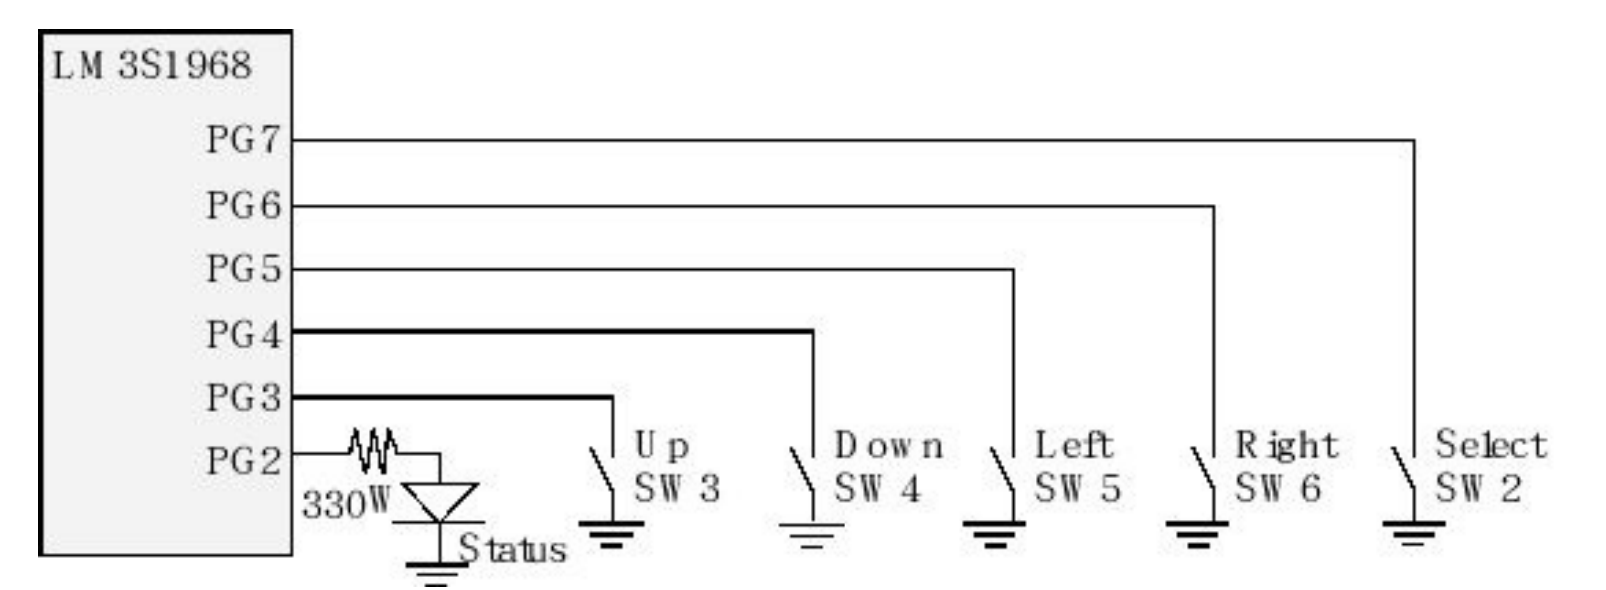 LM 3S1968
PG7
PG6
PG5
PG4
PG3
PG2
330W
Status
Up
SW 3
Down
SW 4
Left
SW 5
Right
SW 6
Select
SW 2